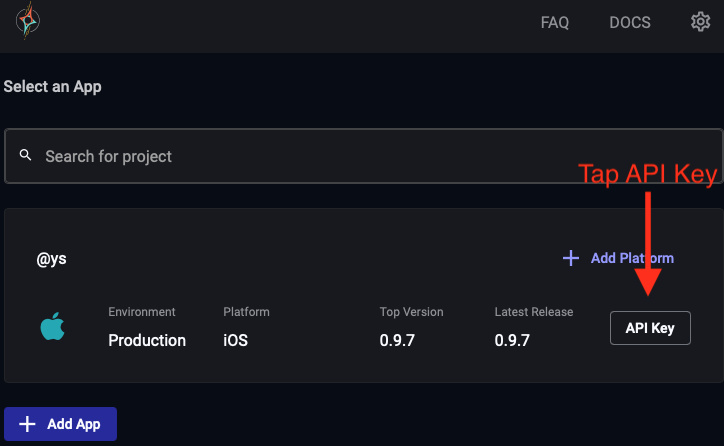 FAQ DOCS
Select an App
Search for project
Tap API Key
@ys
Add Platform
Environment Platform Top Version Latest Release
Production iOS 0.9.7 0.9.7
API Key
Add App